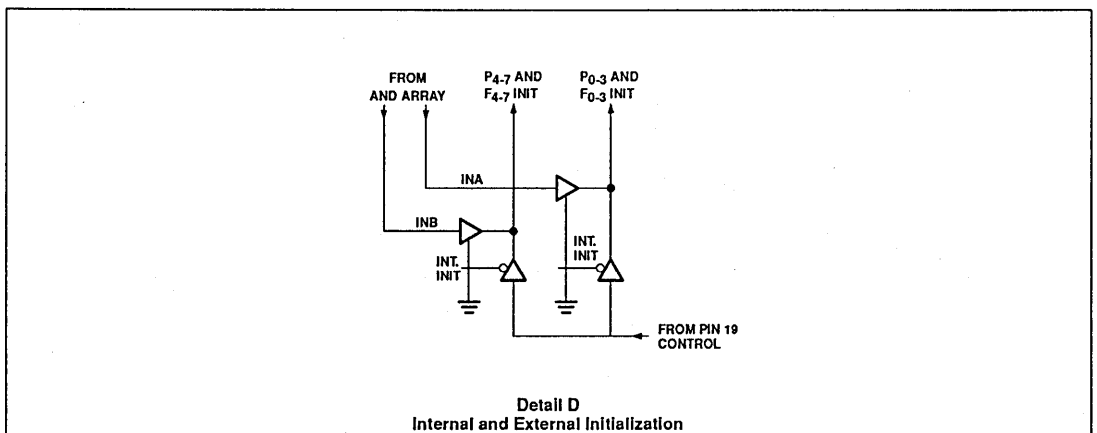 FROM
AND ARRAY
P4-7 AND
F4-7 INIT
P0-3 AND
F0-3 INIT
INA
INB
INT.
INIT
INT.
INIT
FROM PIN 19
CONTROL
Detail D
Internal and External Initialization